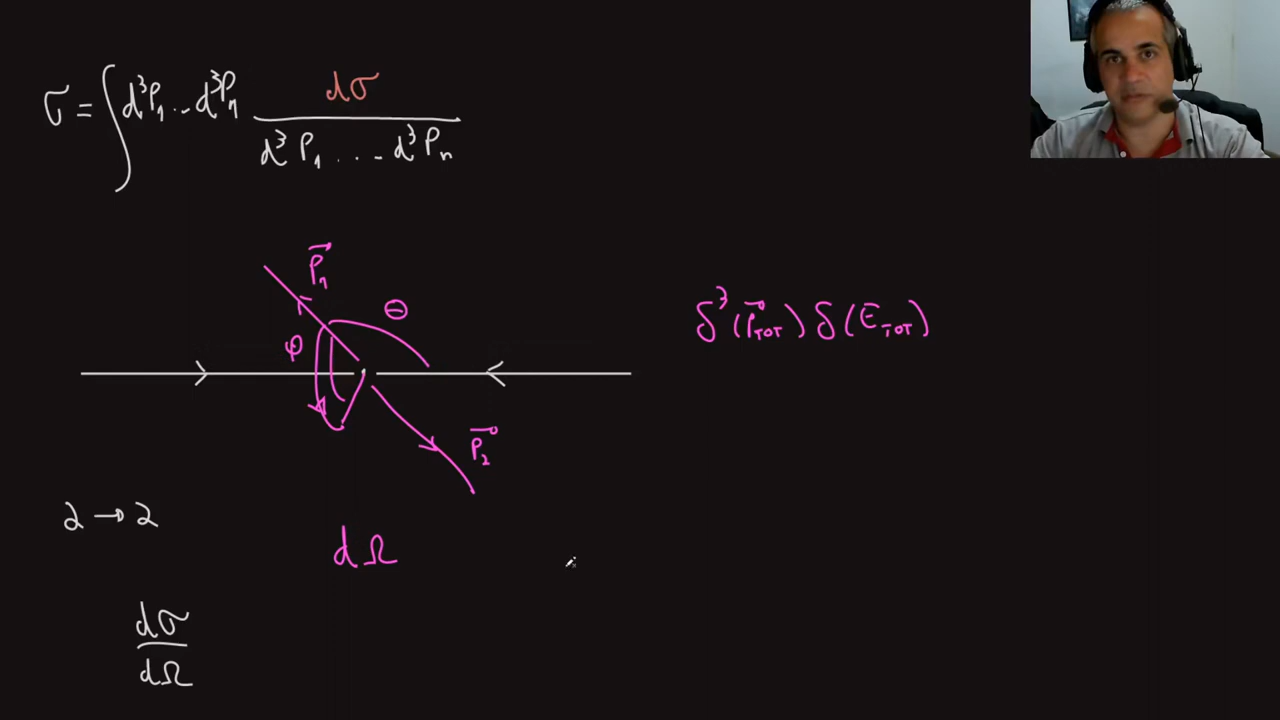 σ = ∫ d³P₁ ... d³Pₙ dσ / d³P₁ .... d³Pₙ
P⃗₁
Θ
φ
δ³(P⃗_TOT) δ(E_TOT)
P⃗₂
2 → 2
dΩ
dσ / dΩ